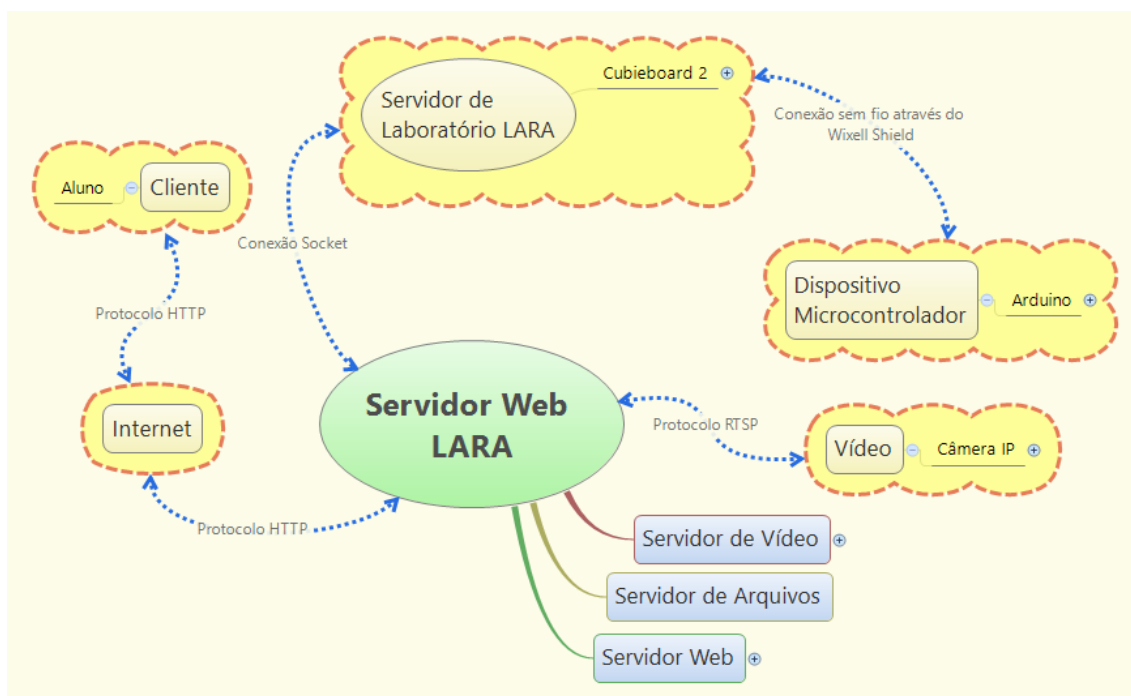 Cubieboard 2
Servidor de
Laboratório LARA
Conexão sem fio através do
Wixell Shield
Aluno
Cliente
Conexão Socket
Dispositivo
Microcontrolador
Arduino
Protocolo HTTP
Servidor Web
LARA
Internet
Protocolo RTSP
Vídeo
Câmera IP
Protocolo HTTP
Servidor de Vídeo
Servidor de Arquivos
Servidor Web